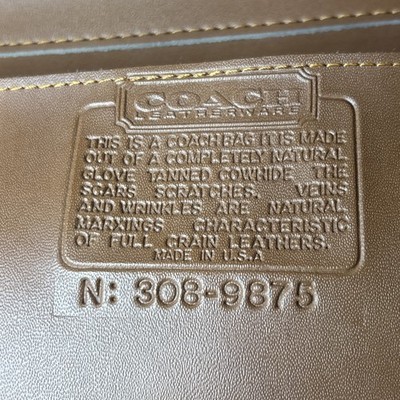 COACH
LEATHERWARE
THIS IS A COACH BAG IT IS MADE
OUT OF A COMPLETELY NATURAL
GLOVE TANNED COWHIDE THE
SCARS SCRATCHES, VEINS
AND WRINKLES ARE NATURAL
MARXINGS CHARACTERISTIC
OF FULL GRAIN LEATHERS.
MADE IN U.S.A
N: 308-9875